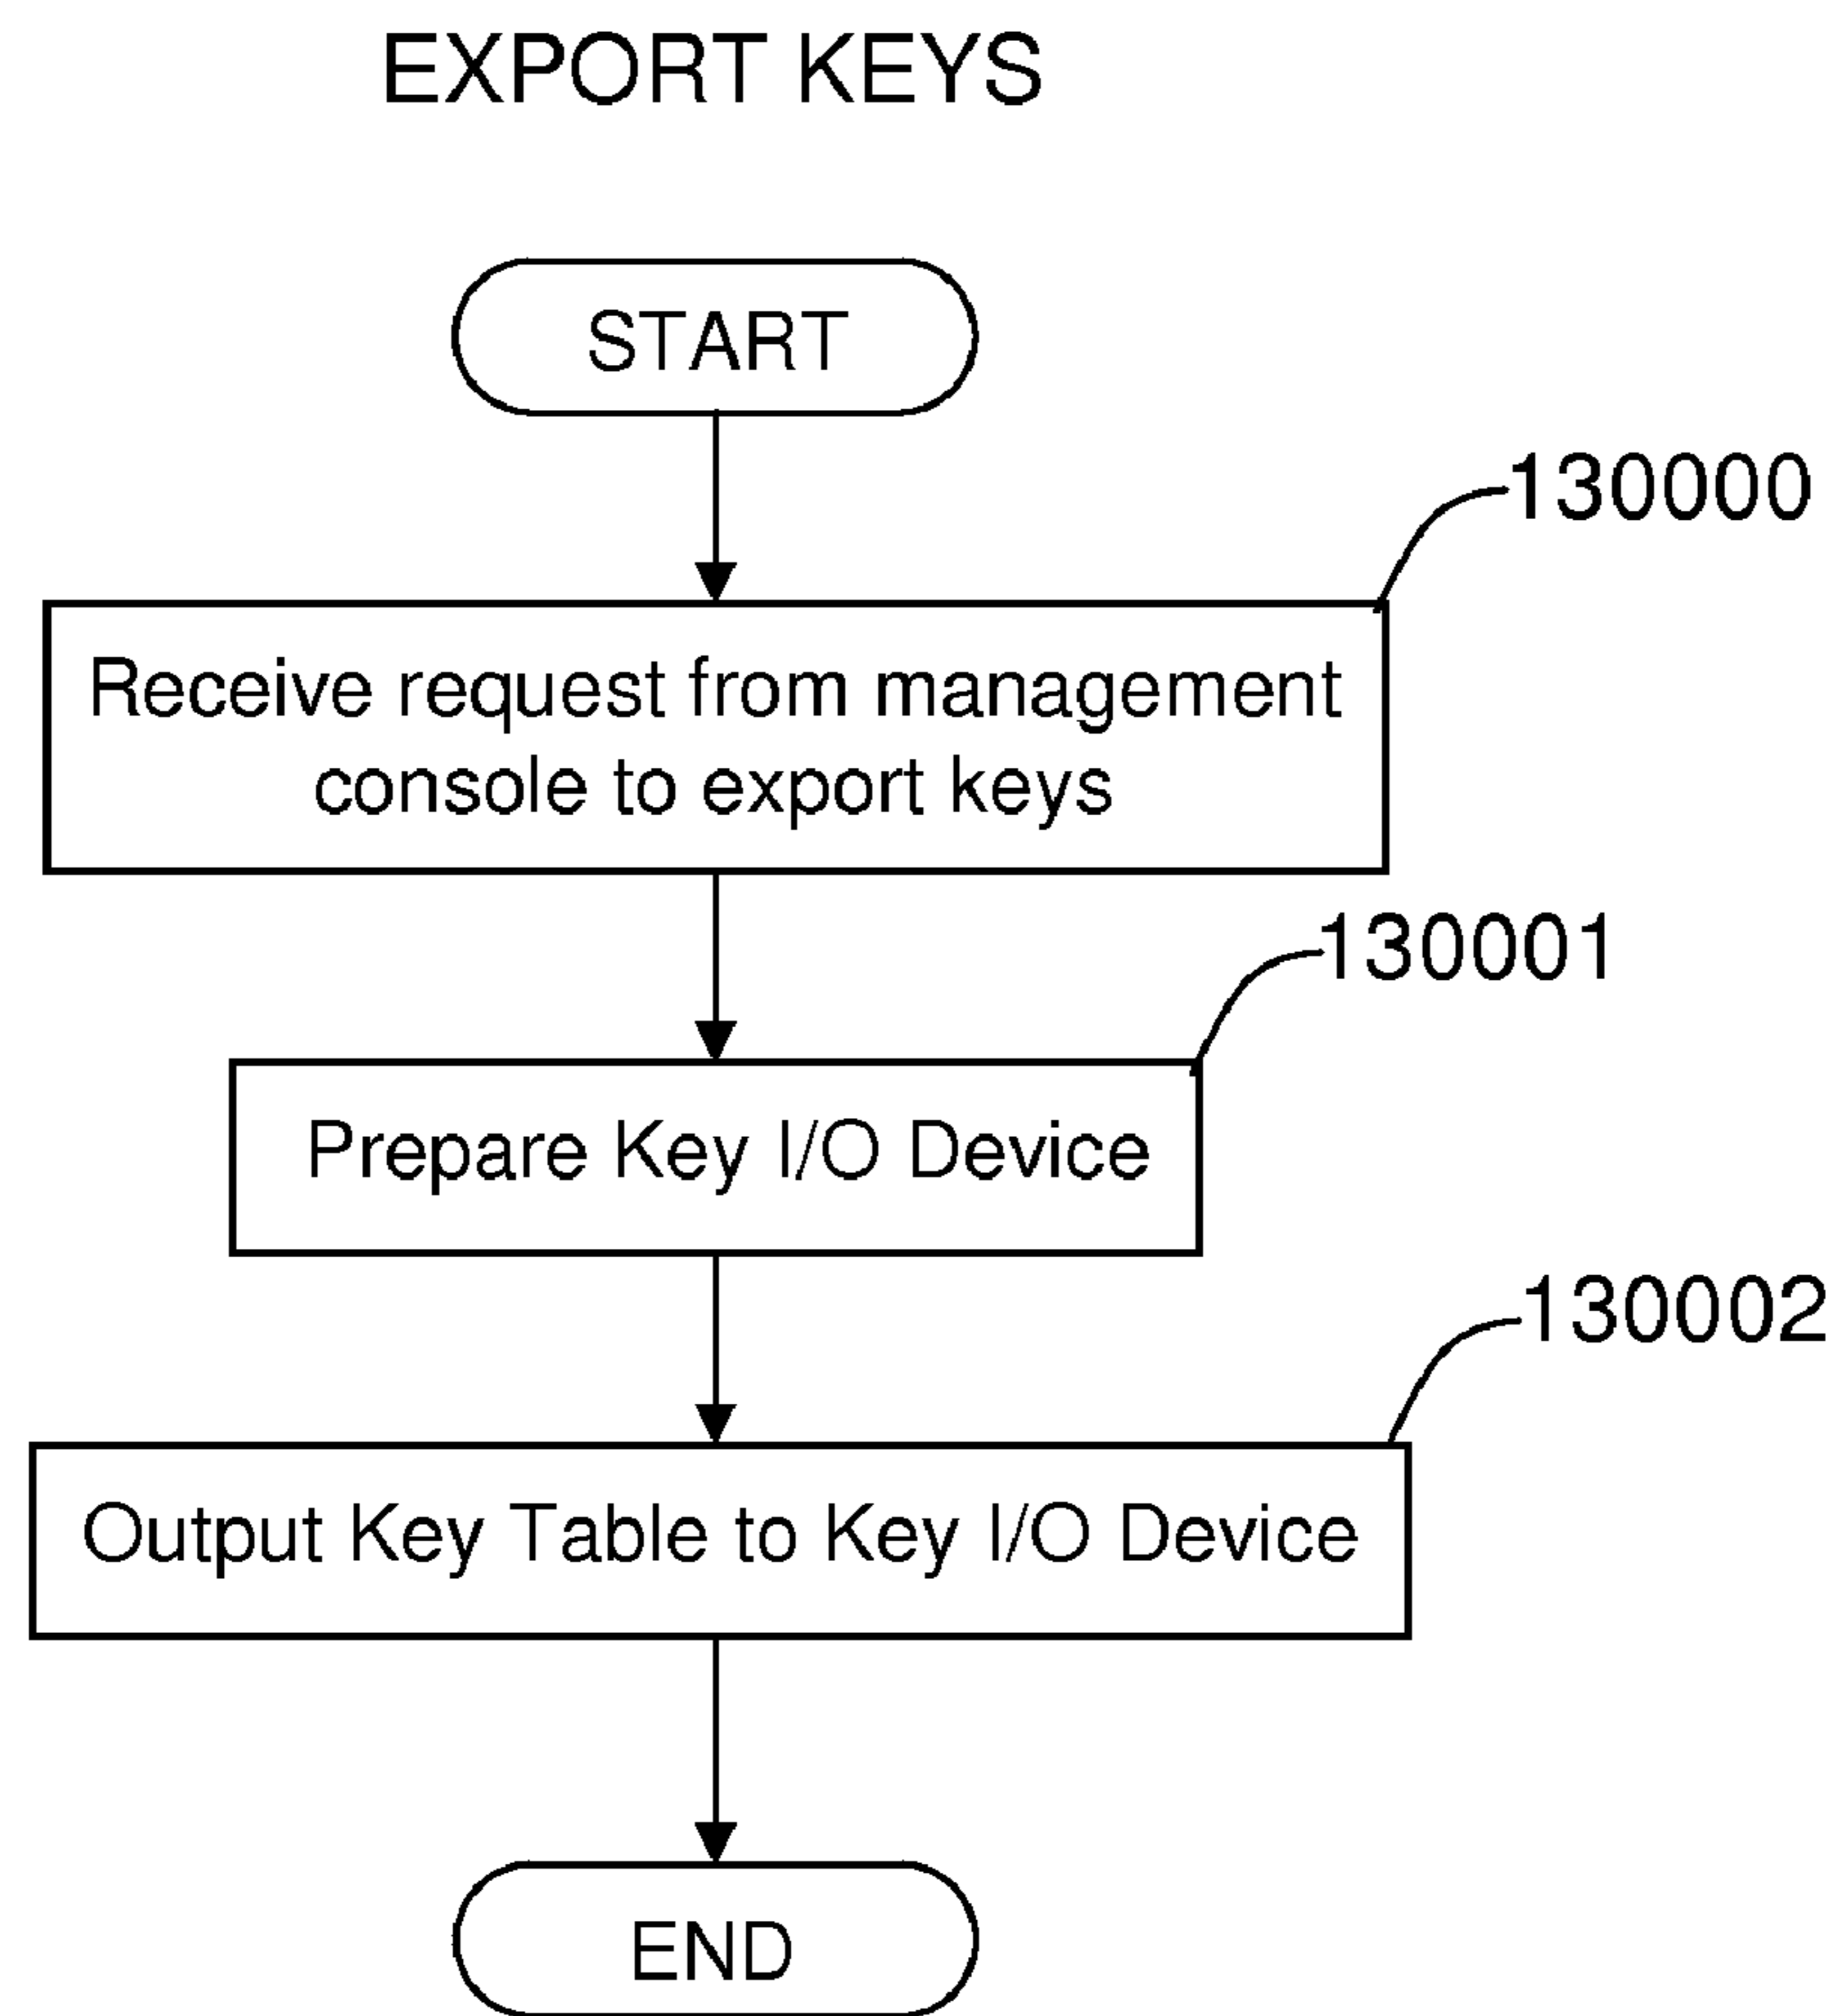 EXPORT KEYS
START
130000
Receive request from management
console to export keys
130001
Prepare Key I/O Device
130002
Output Key Table to Key I/O Device
END